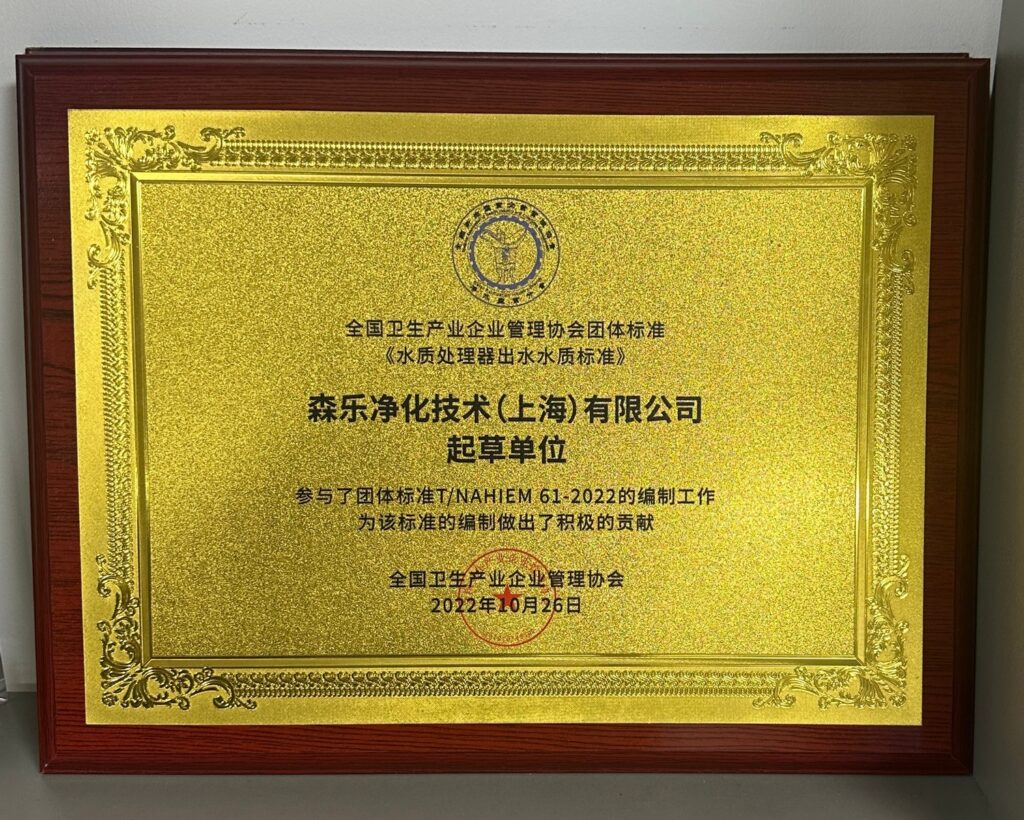 全国卫生产业企业管理协会团体标准
《水质处理器出水水质标准》
森乐净化技术(上海)有限公司
起草单位
参与了团体标准T/NAHIEM 61-2022的编制工作
为该标准的编制做出了积极的贡献
全国卫生产业企业管理协会
2022年10月26日